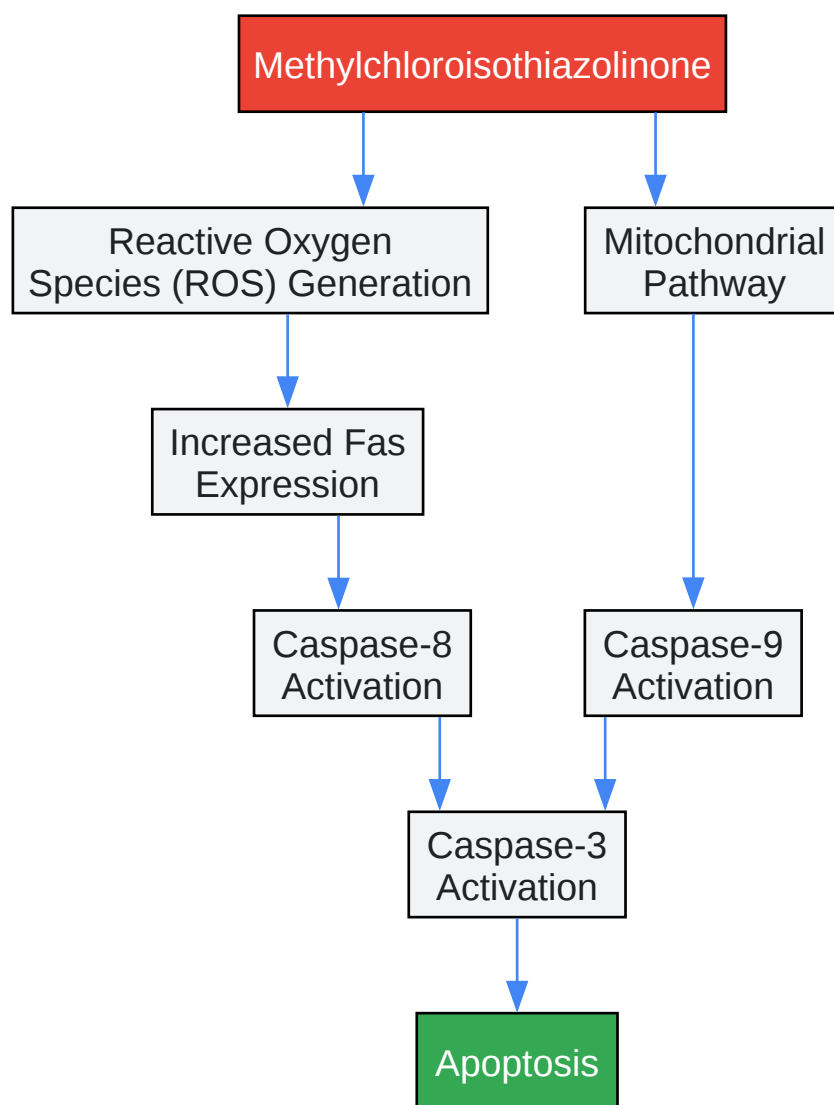 Methylchloroisothiazolinone
Reactive Oxygen
Species (ROS) Generation
Mitochondrial
Pathway
Increased Fas
Expression
Caspase-8
Activation
Caspase-9
Activation
Caspase-3
Activation
Apoptosis